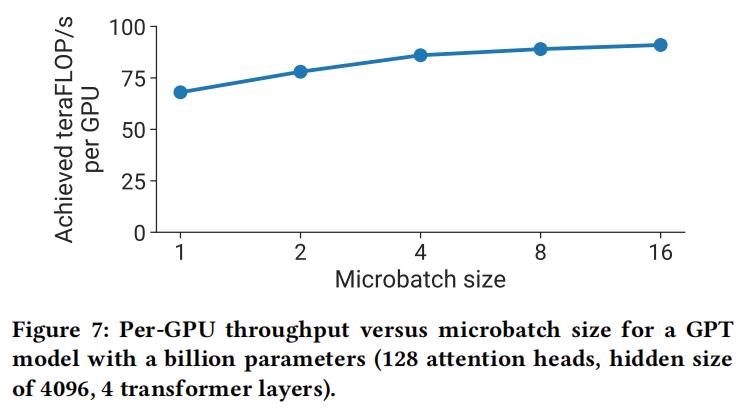 Achieved teraFLOP/s
per GPU
100
75
50
25
0
1 2 4 8 16
Microbatch size
Figure 7: Per-GPU throughput versus microbatch size for a GPT
model with a billion parameters (128 attention heads, hidden size
of 4096, 4 transformer layers).